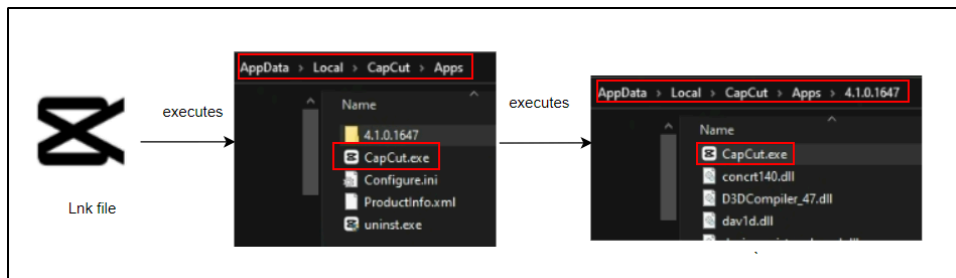 AppData > Local > CapCut > Apps
Name
4.1.0.1647
CapCut.exe
Configure.ini
ProductInfo.xml
uninst.exe
executes
Lnk file
executes
AppData > Local > CapCut > Apps > 4.1.0.1647
Name
CapCut.exe
concrt140.dll
D3DCompiler_47.dll
dav1d.dll